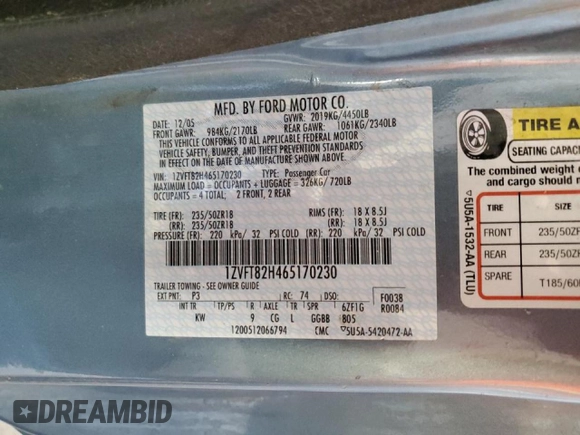 MFD. BY FORD MOTOR CO.
DATE: 12/05 GVWR: 2019KG/4450LB
FRONT GAWR: 984KG/2170LB REAR GAWR: 1061KG/2340LB
THIS VEHICLE CONFORMS TO ALL APPLICABLE FEDERAL MOTOR
VEHICLE SAFETY, BUMPER, AND THEFT PREVENTION STANDARDS
IN EFFECT ON THE DATE OF MANUFACTURE SHOWN ABOVE.
VIN: 1ZVFT82H465170230 TYPE: Passenger Car
MAXIMUM LOAD = OCCUPANTS + LUGGAGE = 326KG/ 720LB
OCCUPANTS = 4 TOTAL: 2 FRONT, 2 REAR
TIRE (FR): 235/50ZR18 RIMS (FR): 18 X 8.5J
(RR): 235/50ZR18 (RR): 18 X 8.5J
PRESSURE (FR): 220 kPa/ 32 PSI COLD (RR): 220 kPa/ 32 PSI COLD
1ZVFT82H465170230
TRAILER TOWING - SEE OWNER GUIDE
EXT PNT: P3 RC: 74 DSO: F0038
INT TR TP/PS R AXLE TR SPR 6ZF1G R0084
KW 9 CG L GGBB 805
1200512066794 CMC ▽5U5A-5420472-AA
▽5U5A-1532-AA (TLU)
TIRE A
SEATING CAPAC
The combined weight
and cargo should
TIRE SIZE
FRONT 235/50ZF
REAR 235/50ZF
SPARE T185/60
DREAMBID